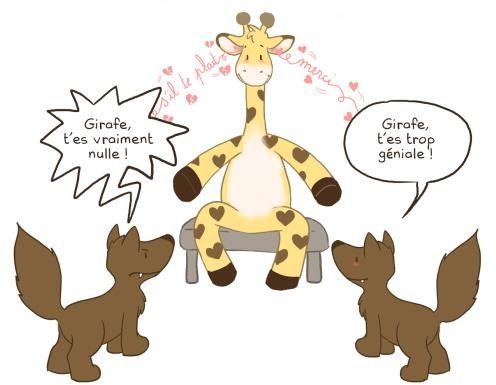 s'il te plaît
merci
Girafe,
t'es vraiment
nulle !
Girafe,
t'es trop
géniale !